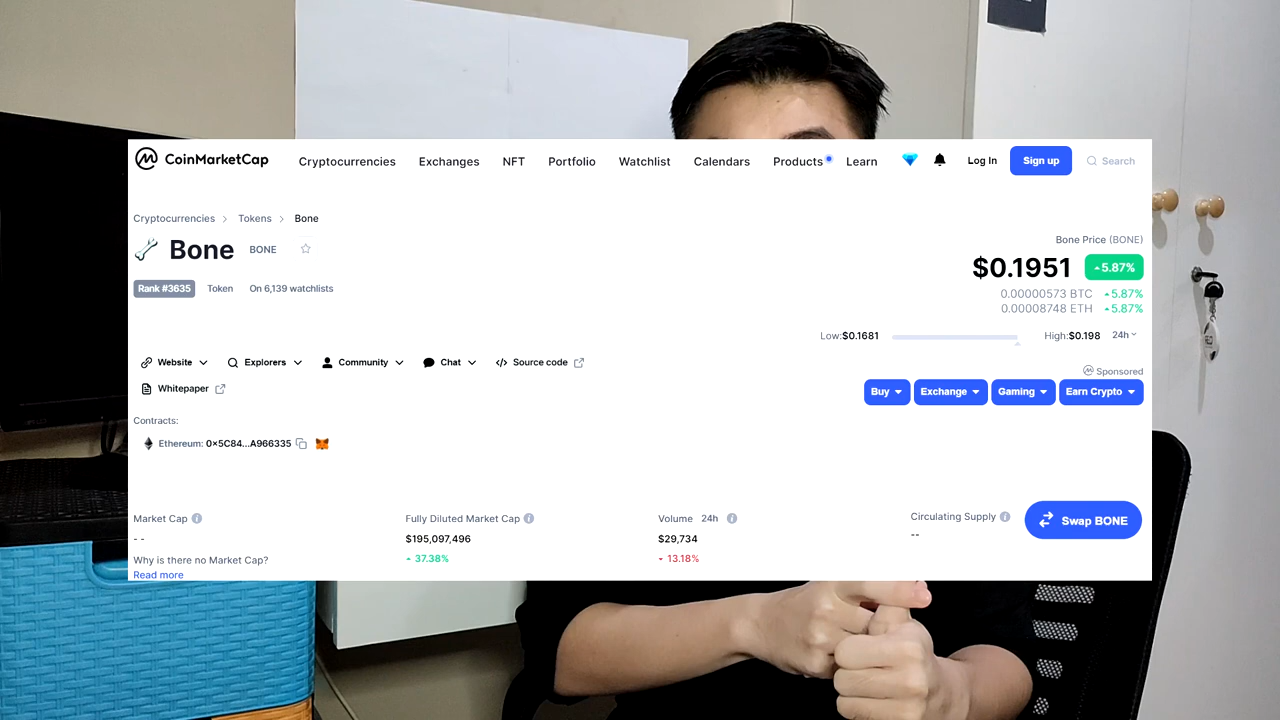 CoinMarketCap Cryptocurrencies Exchanges NFT Portfolio Watchlist Calendars Products Learn Log In Sign up Search
Cryptocurrencies > Tokens > Bone
Bone BONE
Rank #3635 Token On 6,139 watchlists
Bone Price (BONE)
$0.1951 5.87%
0.00000573 BTC 5.87%
0.00008748 ETH 5.87%
Low:$0.1681 High:$0.198 24h
Website Explorers Community Chat Source code
Whitepaper
Sponsored
Buy Exchange Gaming Earn Crypto
Contracts:
Ethereum: 0x5C84...A966335
Market Cap
- -
Why is there no Market Cap?
Read more
Fully Diluted Market Cap
$195,097,496
37.38%
Volume 24h
$29,734
13.18%
Circulating Supply
--
Swap BONE